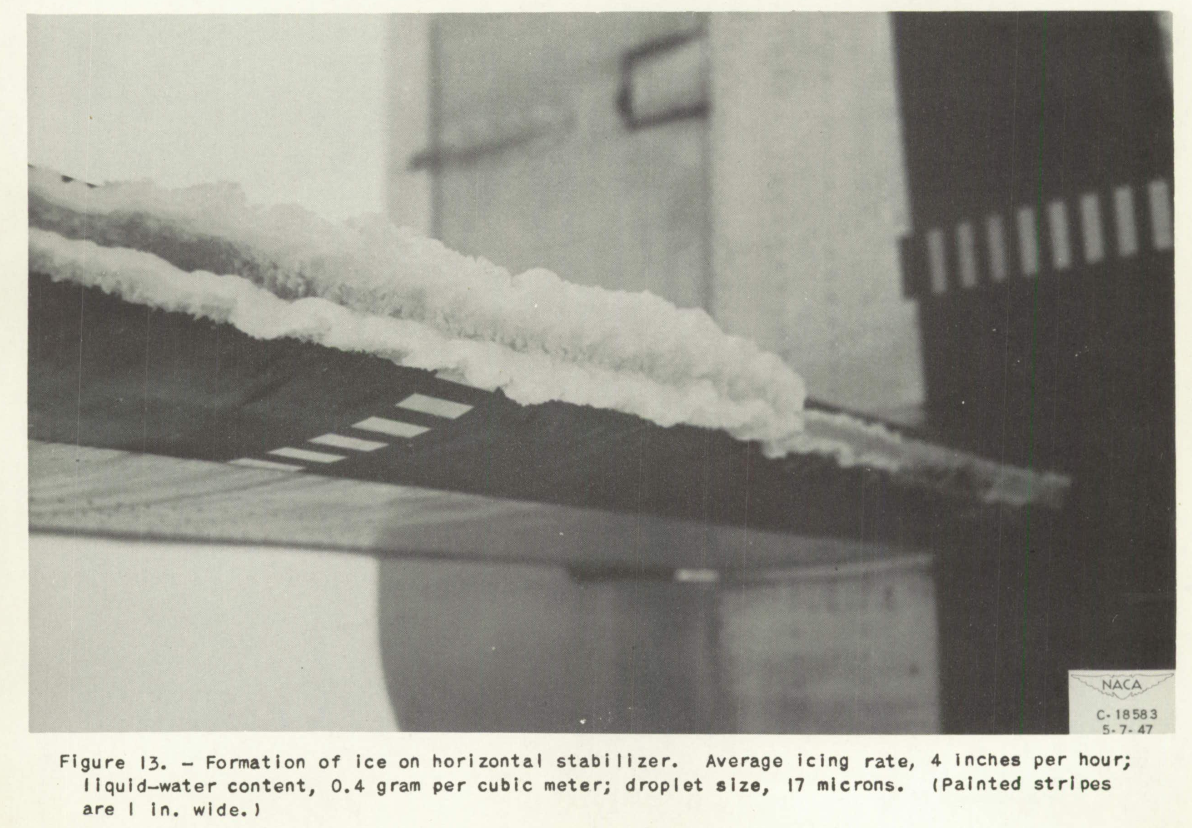 NACA
C-18583
5-7-47
Figure 13. – Formation of ice on horizontal stabilizer. Average icing rate, 4 inches per hour;
liquid–water content, 0.4 gram per cubic meter; droplet size, 17 microns. (Painted stripes
are 1 in. wide.)